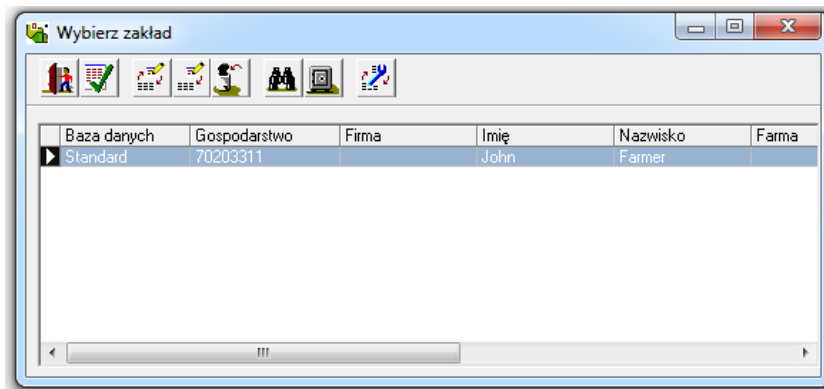 Wybierz zakład
Baza danych Gospodarstwo Firma Imię Nazwisko Farma
Standard 70203311 John Farmer